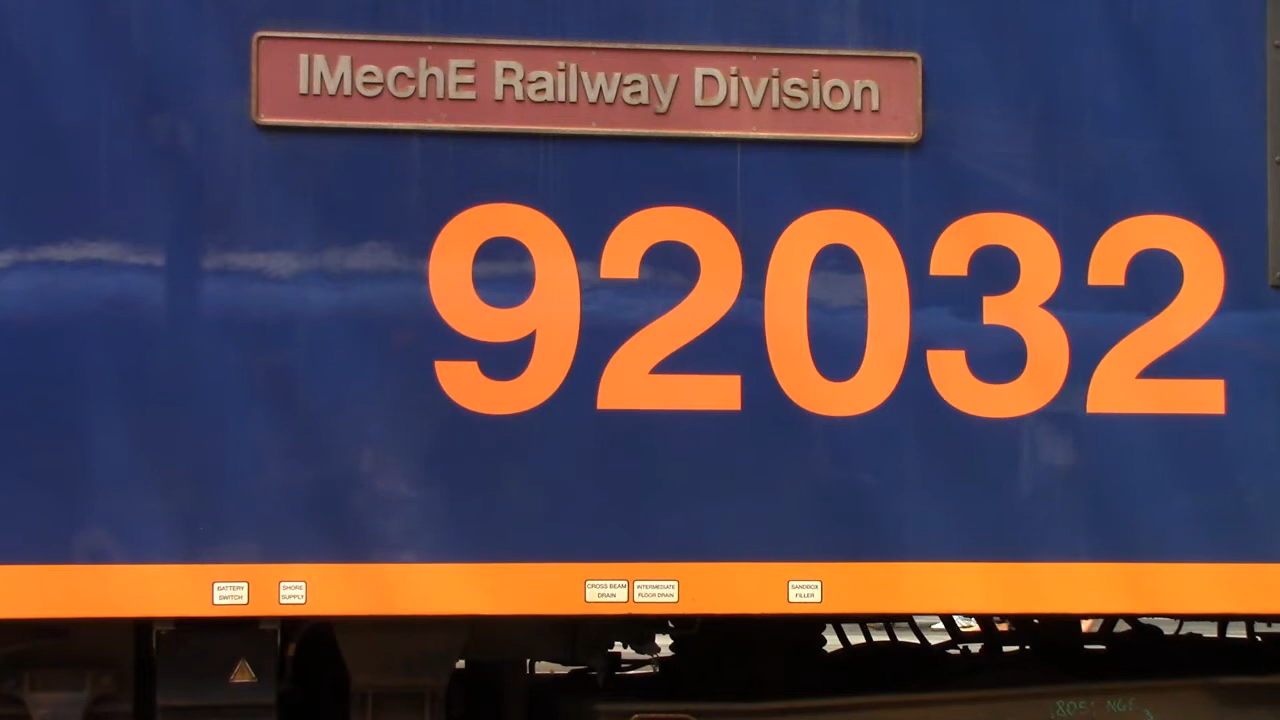 IMechE Railway Division
92032
BATTERY
SWITCH
SHORE
SUPPLY
CROSS BEAM
DRAIN
INTERMEDIATE
FLOOR DRAIN
SANDBOX
FILLER